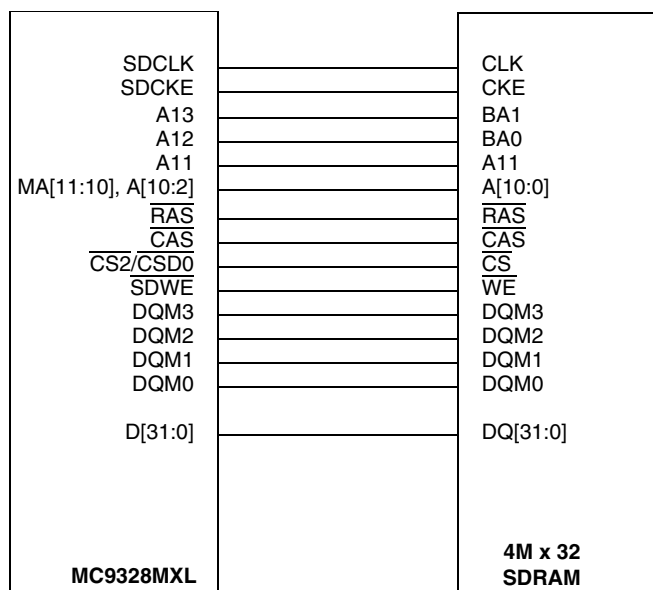 SDCLK CLK
SDCKE CKE
A13 BA1
A12 BA0
A11 A11
MA[11:10], A[10:2] A[10:0]
RAS RAS
CAS CAS
CS2/CSD0 CS
SDWE WE
DQM3 DQM3
DQM2 DQM2
DQM1 DQM1
DQM0 DQM0
D[31:0] DQ[31:0]
MC9328MXL
4M x 32
SDRAM